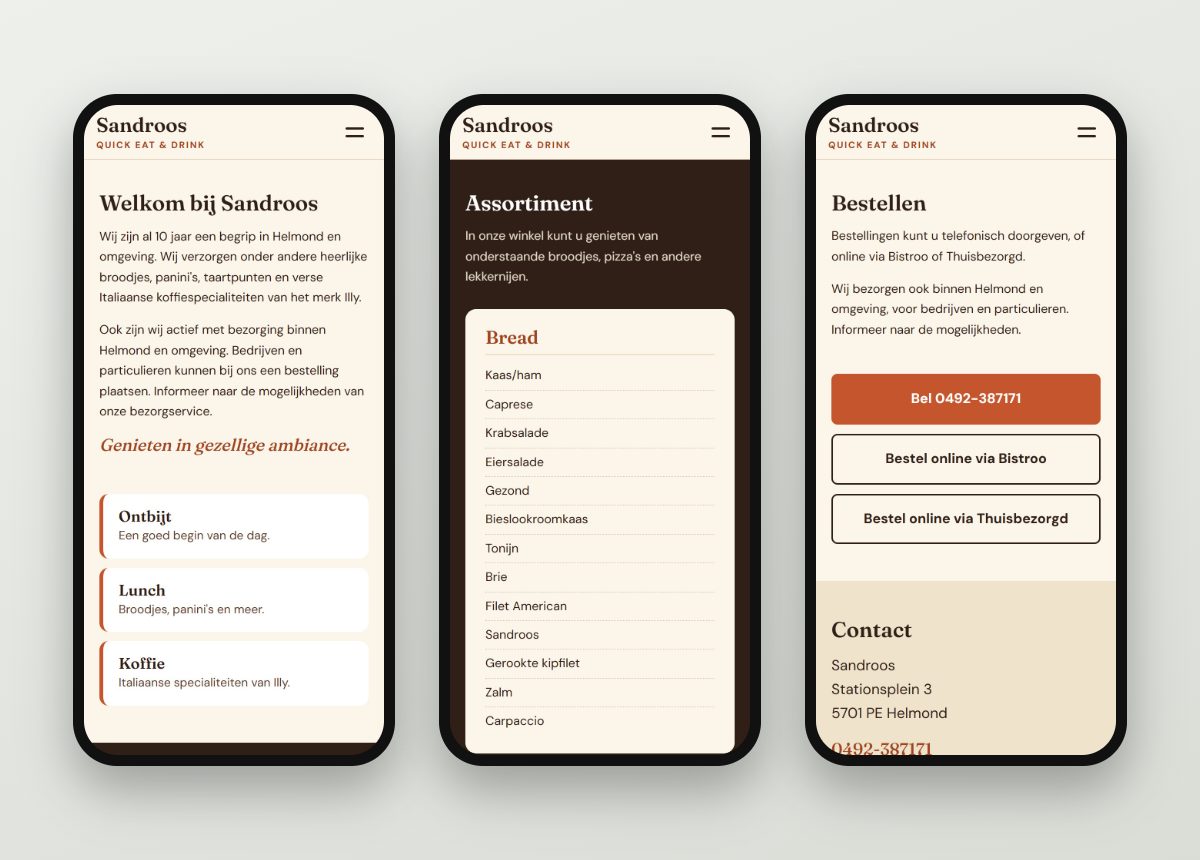 Sandroos
QUICK EAT & DRINK
Welkom bij Sandroos
Wij zijn al 10 jaar een begrip in Helmond en
omgeving. Wij verzorgen onder andere heerlijke
broodjes, panini's, taartpunten en verse
Italiaanse koffiespecialiteiten van het merk Illy.
Ook zijn wij actief met bezorging binnen
Helmond en omgeving. Bedrijven en
particulieren kunnen bij ons een bestelling
plaatsen. Informeer naar de mogelijkheden van
onze bezorgservice.
Genieten in gezellige ambiance.
Ontbijt
Een goed begin van de dag.
Lunch
Broodjes, panini's en meer.
Koffie
Italiaanse specialiteiten van Illy.
Sandroos
QUICK EAT & DRINK
Assortiment
In onze winkel kunt u genieten van
onderstaande broodjes, pizza's en andere
lekkernijen.
Bread
Kaas/ham
Caprese
Krabsalade
Eiersalade
Gezond
Bieslookroomkaas
Tonijn
Brie
Filet American
Sandroos
Gerookte kipfilet
Zalm
Carpaccio
Sandroos
QUICK EAT & DRINK
Bestellen
Bestellingen kunt u telefonisch doorgeven, of
online via Bistroo of Thuisbezorgd.
Wij bezorgen ook binnen Helmond en
omgeving, voor bedrijven en particulieren.
Informeer naar de mogelijkheden.
Bel 0492-387171
Bestel online via Bistroo
Bestel online via Thuisbezorgd
Contact
Sandroos
Stationsplein 3
5701 PE Helmond
0492-387171